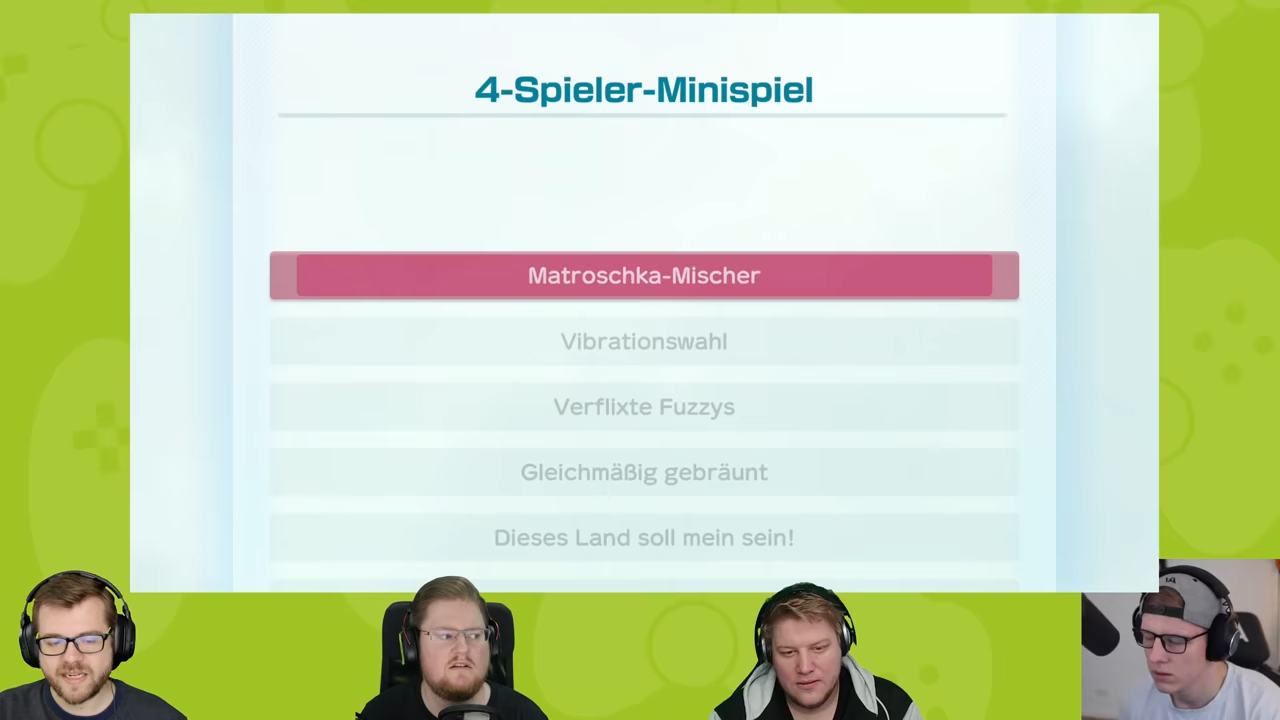 4-Spieler-Minispiel
Matroschka-Mischer
Vibrationswahl
Verflixte Fuzzys
Gleichmäßig gebräunt
Dieses Land soll mein sein!